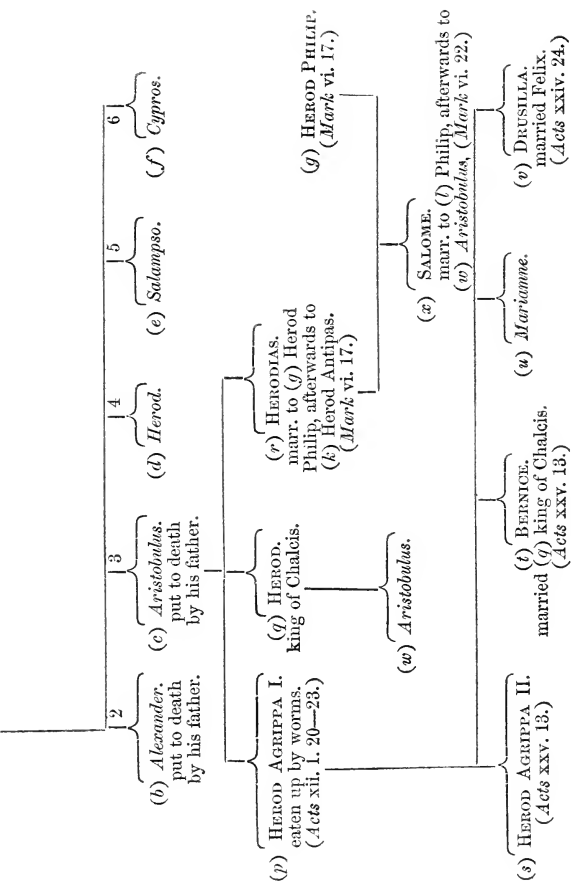 2
(b) Alexander.
put to death
by his father.
3
(c) Aristobulus.
put to death
by his father.
4
(d) Herod.
5
(e) Salampso.
6
(f) Cypros.
(p) HEROD AGRIPPA I.
eaten up by worms.
(Acts xii. 1. 20—23.)
(q) HEROD.
king of Chalcis.
(r) HERODIAS.
marr. to (g) Herod
Philip, afterwards to
(k) Herod Antipas.
(Mark vi. 17.)
(g) HEROD PHILIP.
(Mark vi. 17.)
(w) Aristobulus.
(x) SALOME.
marr. to (l) Philip, afterwards to
(w) Aristobulus, (Mark vi. 22.)
(s) HEROD AGRIPPA II.
(Acts xxv. 13.)
(t) BERNICE.
married (q) king of Chalcis.
(Acts xxv. 13.)
(u) Mariamne.
(v) DRUSILLA.
married Felix.
(Acts xxiv. 24.)